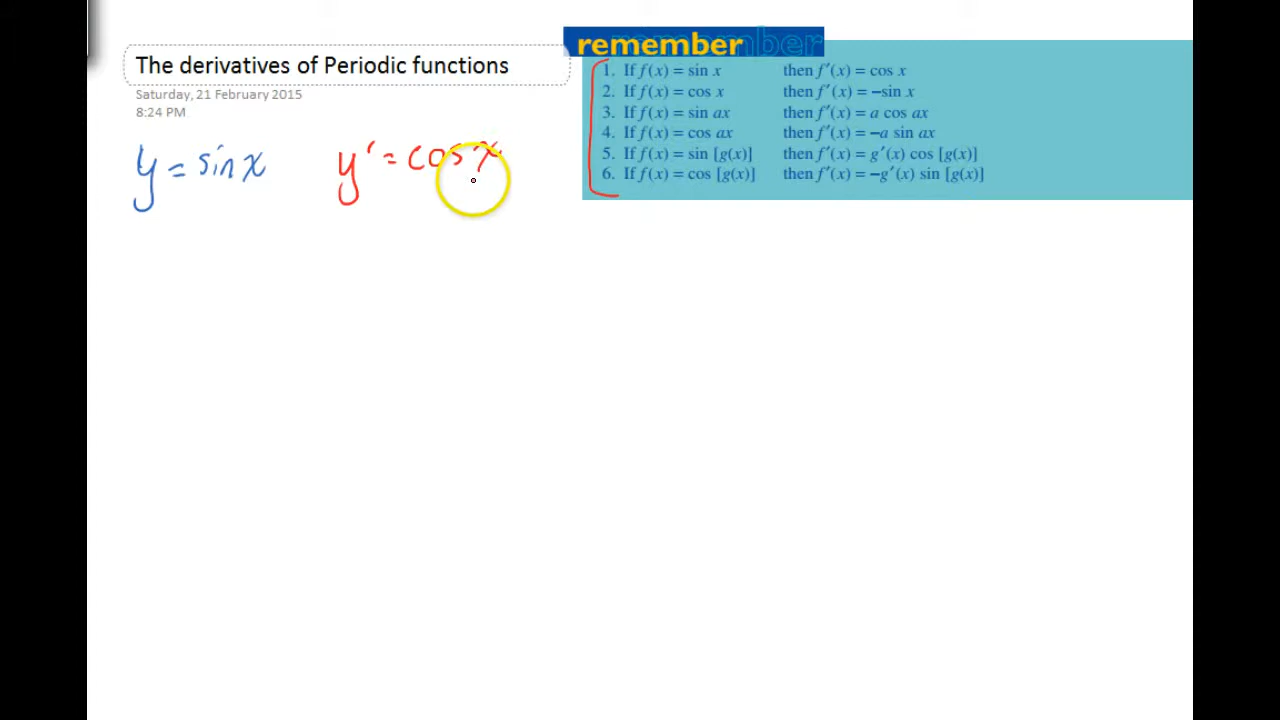 The derivatives of Periodic functions
Saturday, 21 February 2015
8:24 PM
y = sin x y' = cos x
remember
1. If f(x) = sin x then f′(x) = cos x
2. If f(x) = cos x then f′(x) = −sin x
3. If f(x) = sin ax then f′(x) = a cos ax
4. If f(x) = cos ax then f′(x) = −a sin ax
5. If f(x) = sin [g(x)] then f′(x) = g′(x) cos [g(x)]
6. If f(x) = cos [g(x)] then f′(x) = −g′(x) sin [g(x)]